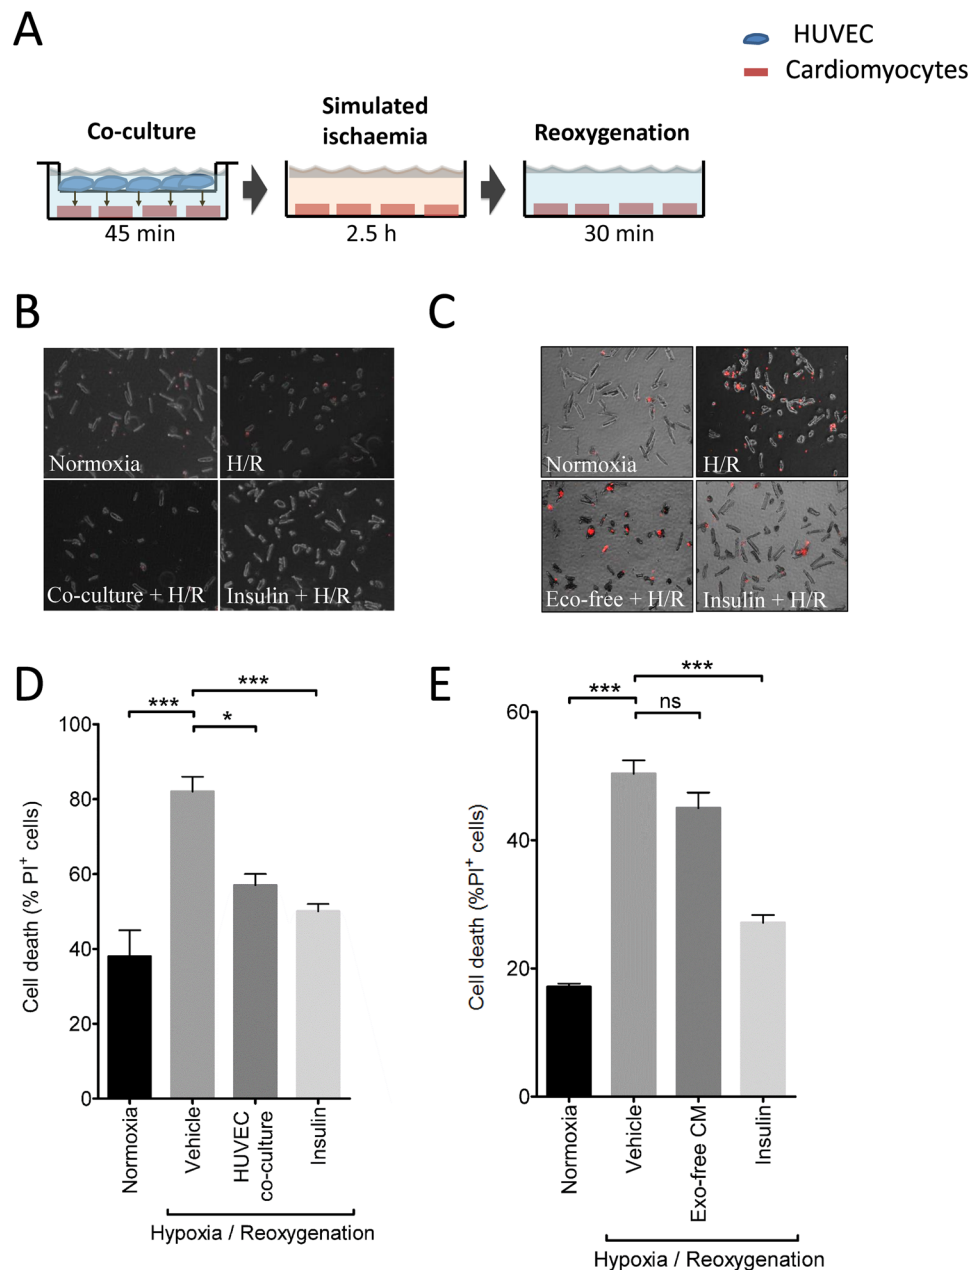 A
HUVEC
Cardiomyocytes
Co-culture
Simulated
ischaemia
Reoxygenation
45 min
2.5 h
30 min
B
Normoxia
H/R
Co-culture + H/R
Insulin + H/R
C
Normoxia
H/R
Eco-free + H/R
Insulin + H/R
D
***
***
*
100
80
60
40
20
0
Cell death (% PI⁺ cells)
Normoxia
Vehicle
HUVEC
co-culture
Insulin
Hypoxia / Reoxygenation
E
***
***
ns
60
40
20
0
Cell death (%PI⁺ cells)
Normoxia
Vehicle
Exo-free CM
Insulin
Hypoxia / Reoxygenation